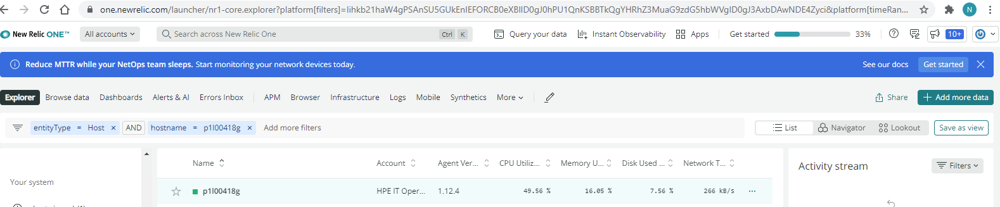 one.newrelic.com/launcher/nr1-core.explorer?platform[filters]=Iihkb21haW4gPSAnSU5GUkEnIEFORCB0eXBlID0gJ0hPU1QnKSBBTkQgYHRhZ3MuaG9zdG5hbWVgID0gJ3AxbDAwNDE4Zyci&platform[timeRan... N
New Relic ONE™ All accounts Search across New Relic One Ctrl K Query your data Instant Observability Apps Get started 33% 10+
Reduce MTTR while your NetOps team sleeps. Start monitoring your network devices today. See our docs Get started
Explorer Browse data Dashboards Alerts & AI Errors Inbox APM Browser Infrastructure Logs Mobile Synthetics More Share + Add more data
entityType = Host × AND hostname = p1l00418g × Add more filters List Navigator Lookout Save as view
Name Account Agent Ver... CPU Utiliz... Memory U... Disk Used ... Network T... Activity stream Filters
Your system
p1l00418g HPE IT Oper... 1.12.4 49.56 % 16.05 % 7.56 % 266 kB/s ...